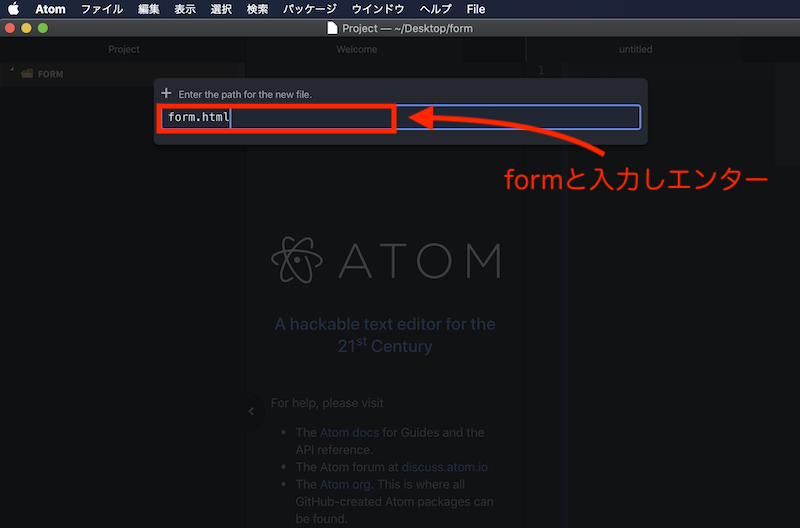 Atom ファイル 編集 表示 選択 検索 パッケージ ウインドウ ヘルプ File
Project — ~/Desktop/form
Project Welcome untitled
FORM
1
Enter the path for the new file.
form.html
formと入力しエンター
ATOM
A hackable text editor for the
21st Century
For help, please visit
• The Atom docs for Guides and the
API reference.
• The Atom forum at discuss.atom.io
• The Atom org. This is where all
GitHub-created Atom packages can
be found.